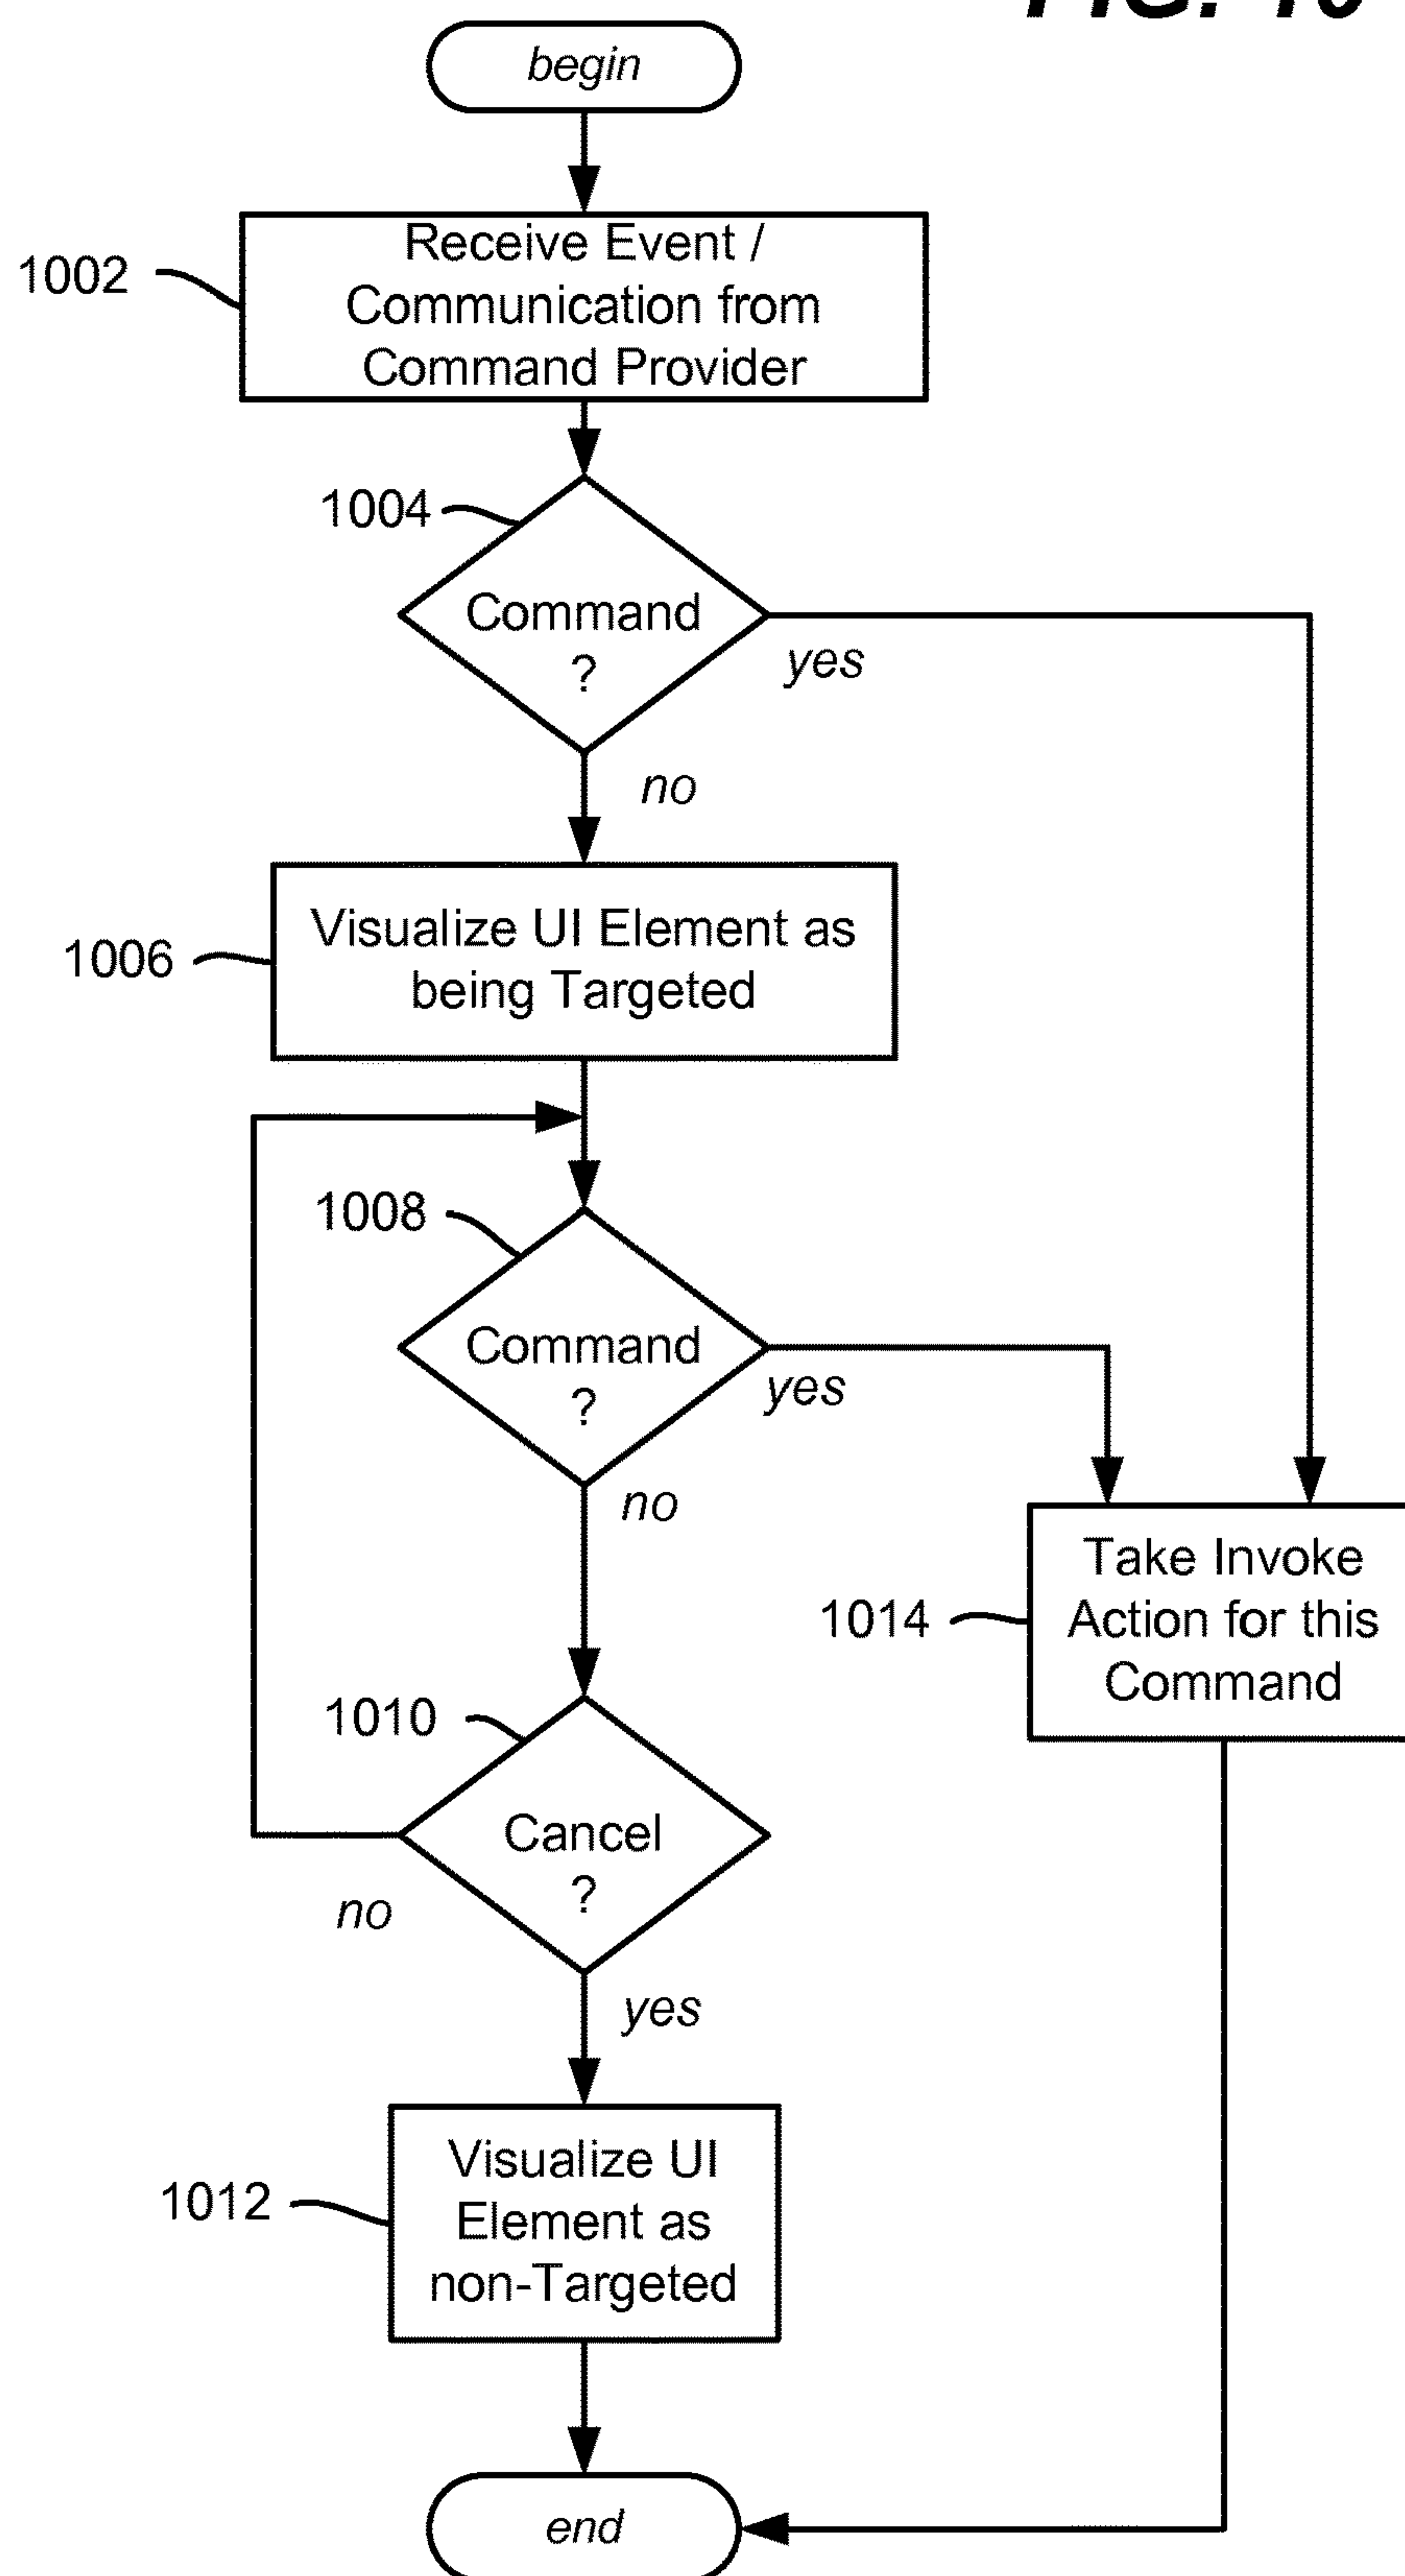 FIG. 10
begin
1002
Receive Event /
Communication from
Command Provider
1004
Command
?
yes
no
1006
Visualize UI Element as
being Targeted
1008
Command
?
yes
no
1014
Take Invoke
Action for this
Command
1010
Cancel
?
no
yes
1012
Visualize UI
Element as
non-Targeted
end